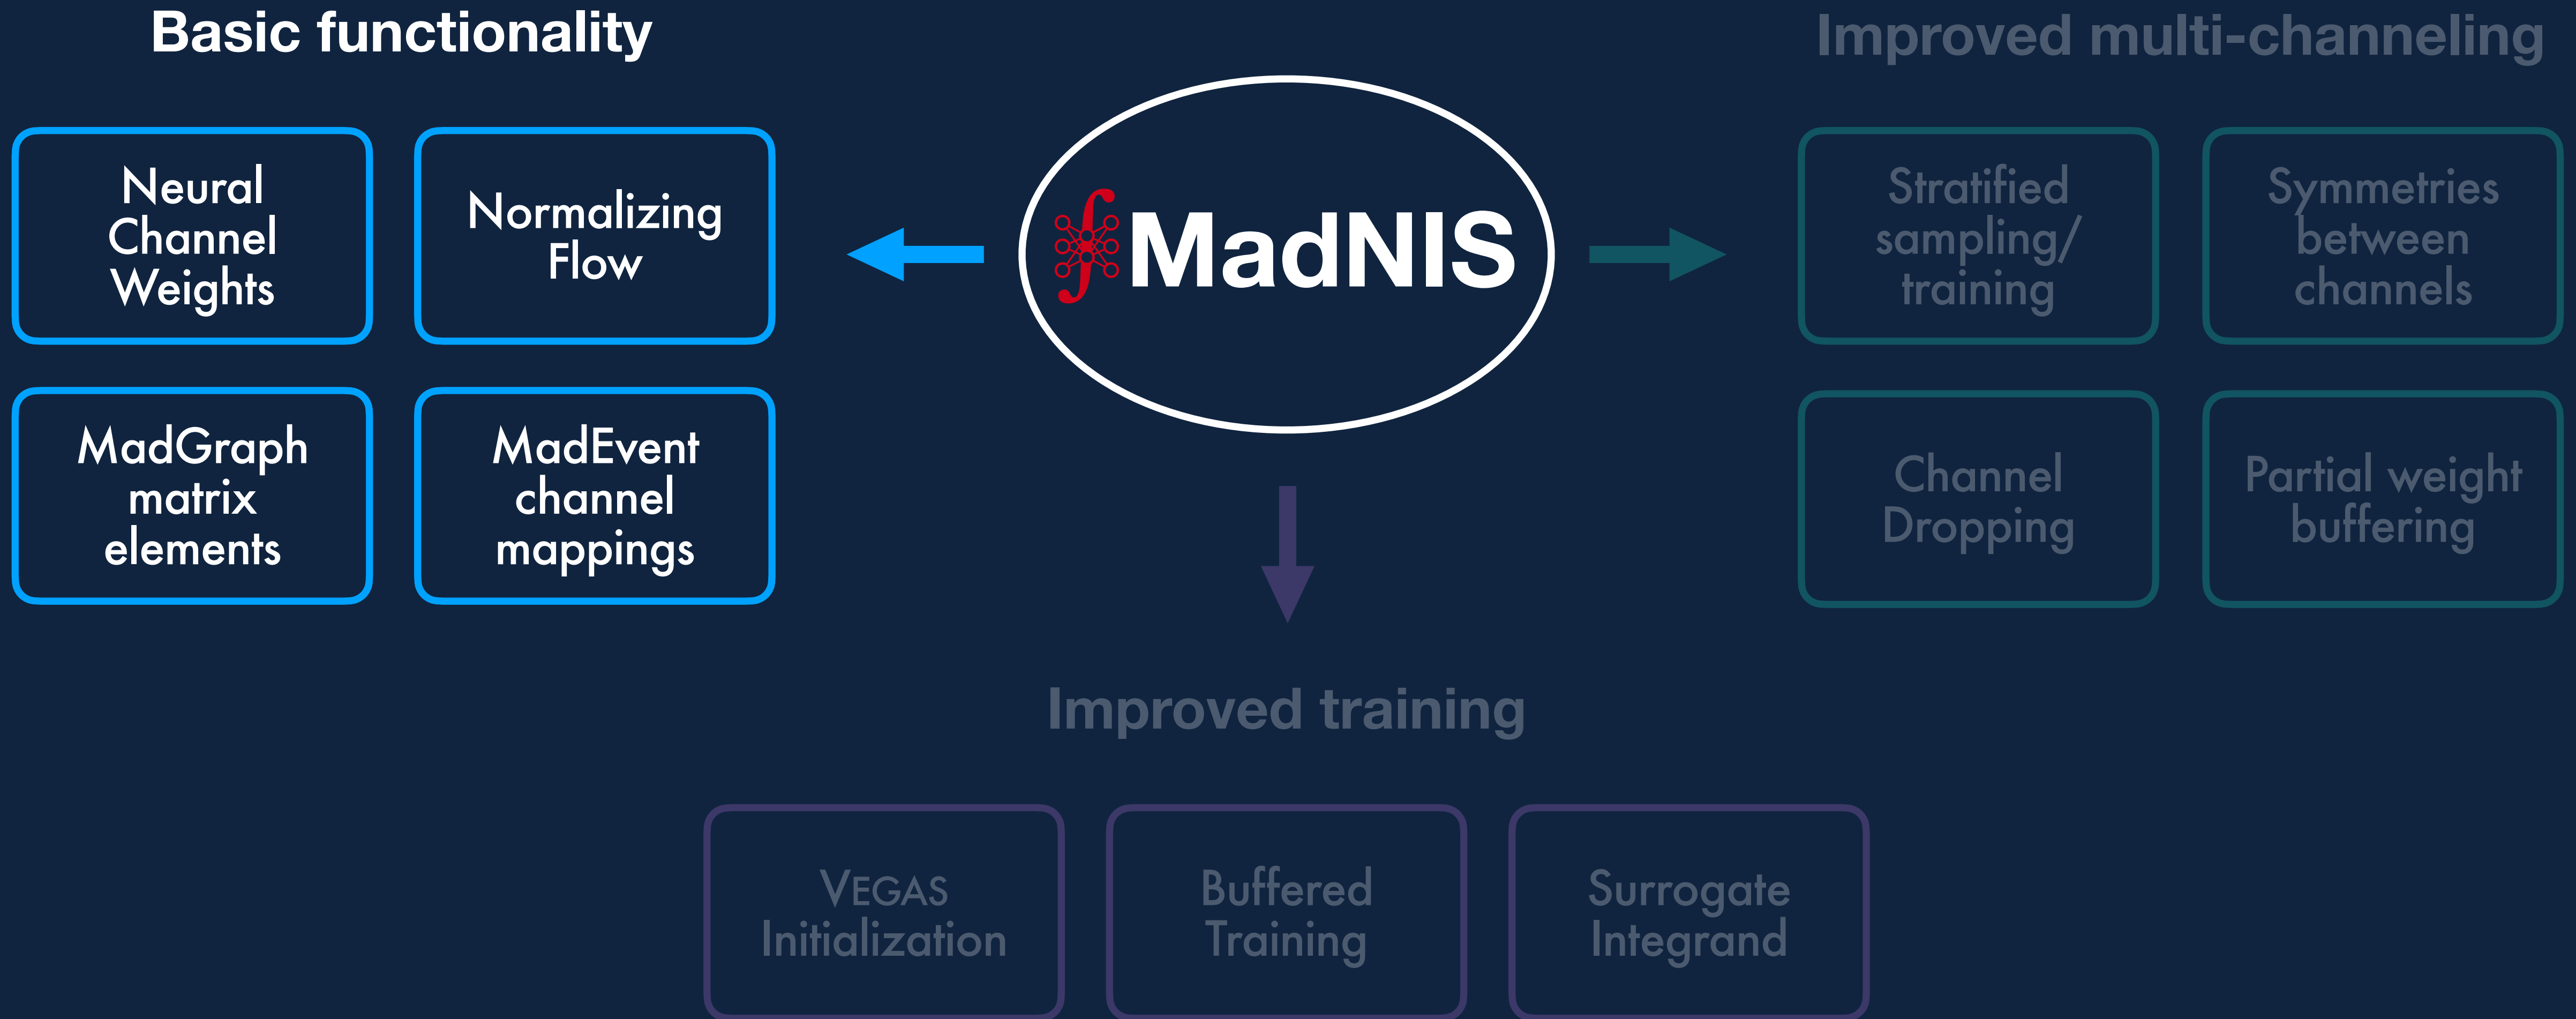 Basic functionality
Neural
Channel
Weights
Normalizing
Flow
MadGraph
matrix
elements
MadEvent
channel
mappings
MadNIS
Improved multi-channeling
Stratified
sampling/
training
Symmetries
between
channels
Channel
Dropping
Partial weight
buffering
Improved training
VEGAS
Initialization
Buffered
Training
Surrogate
Integrand